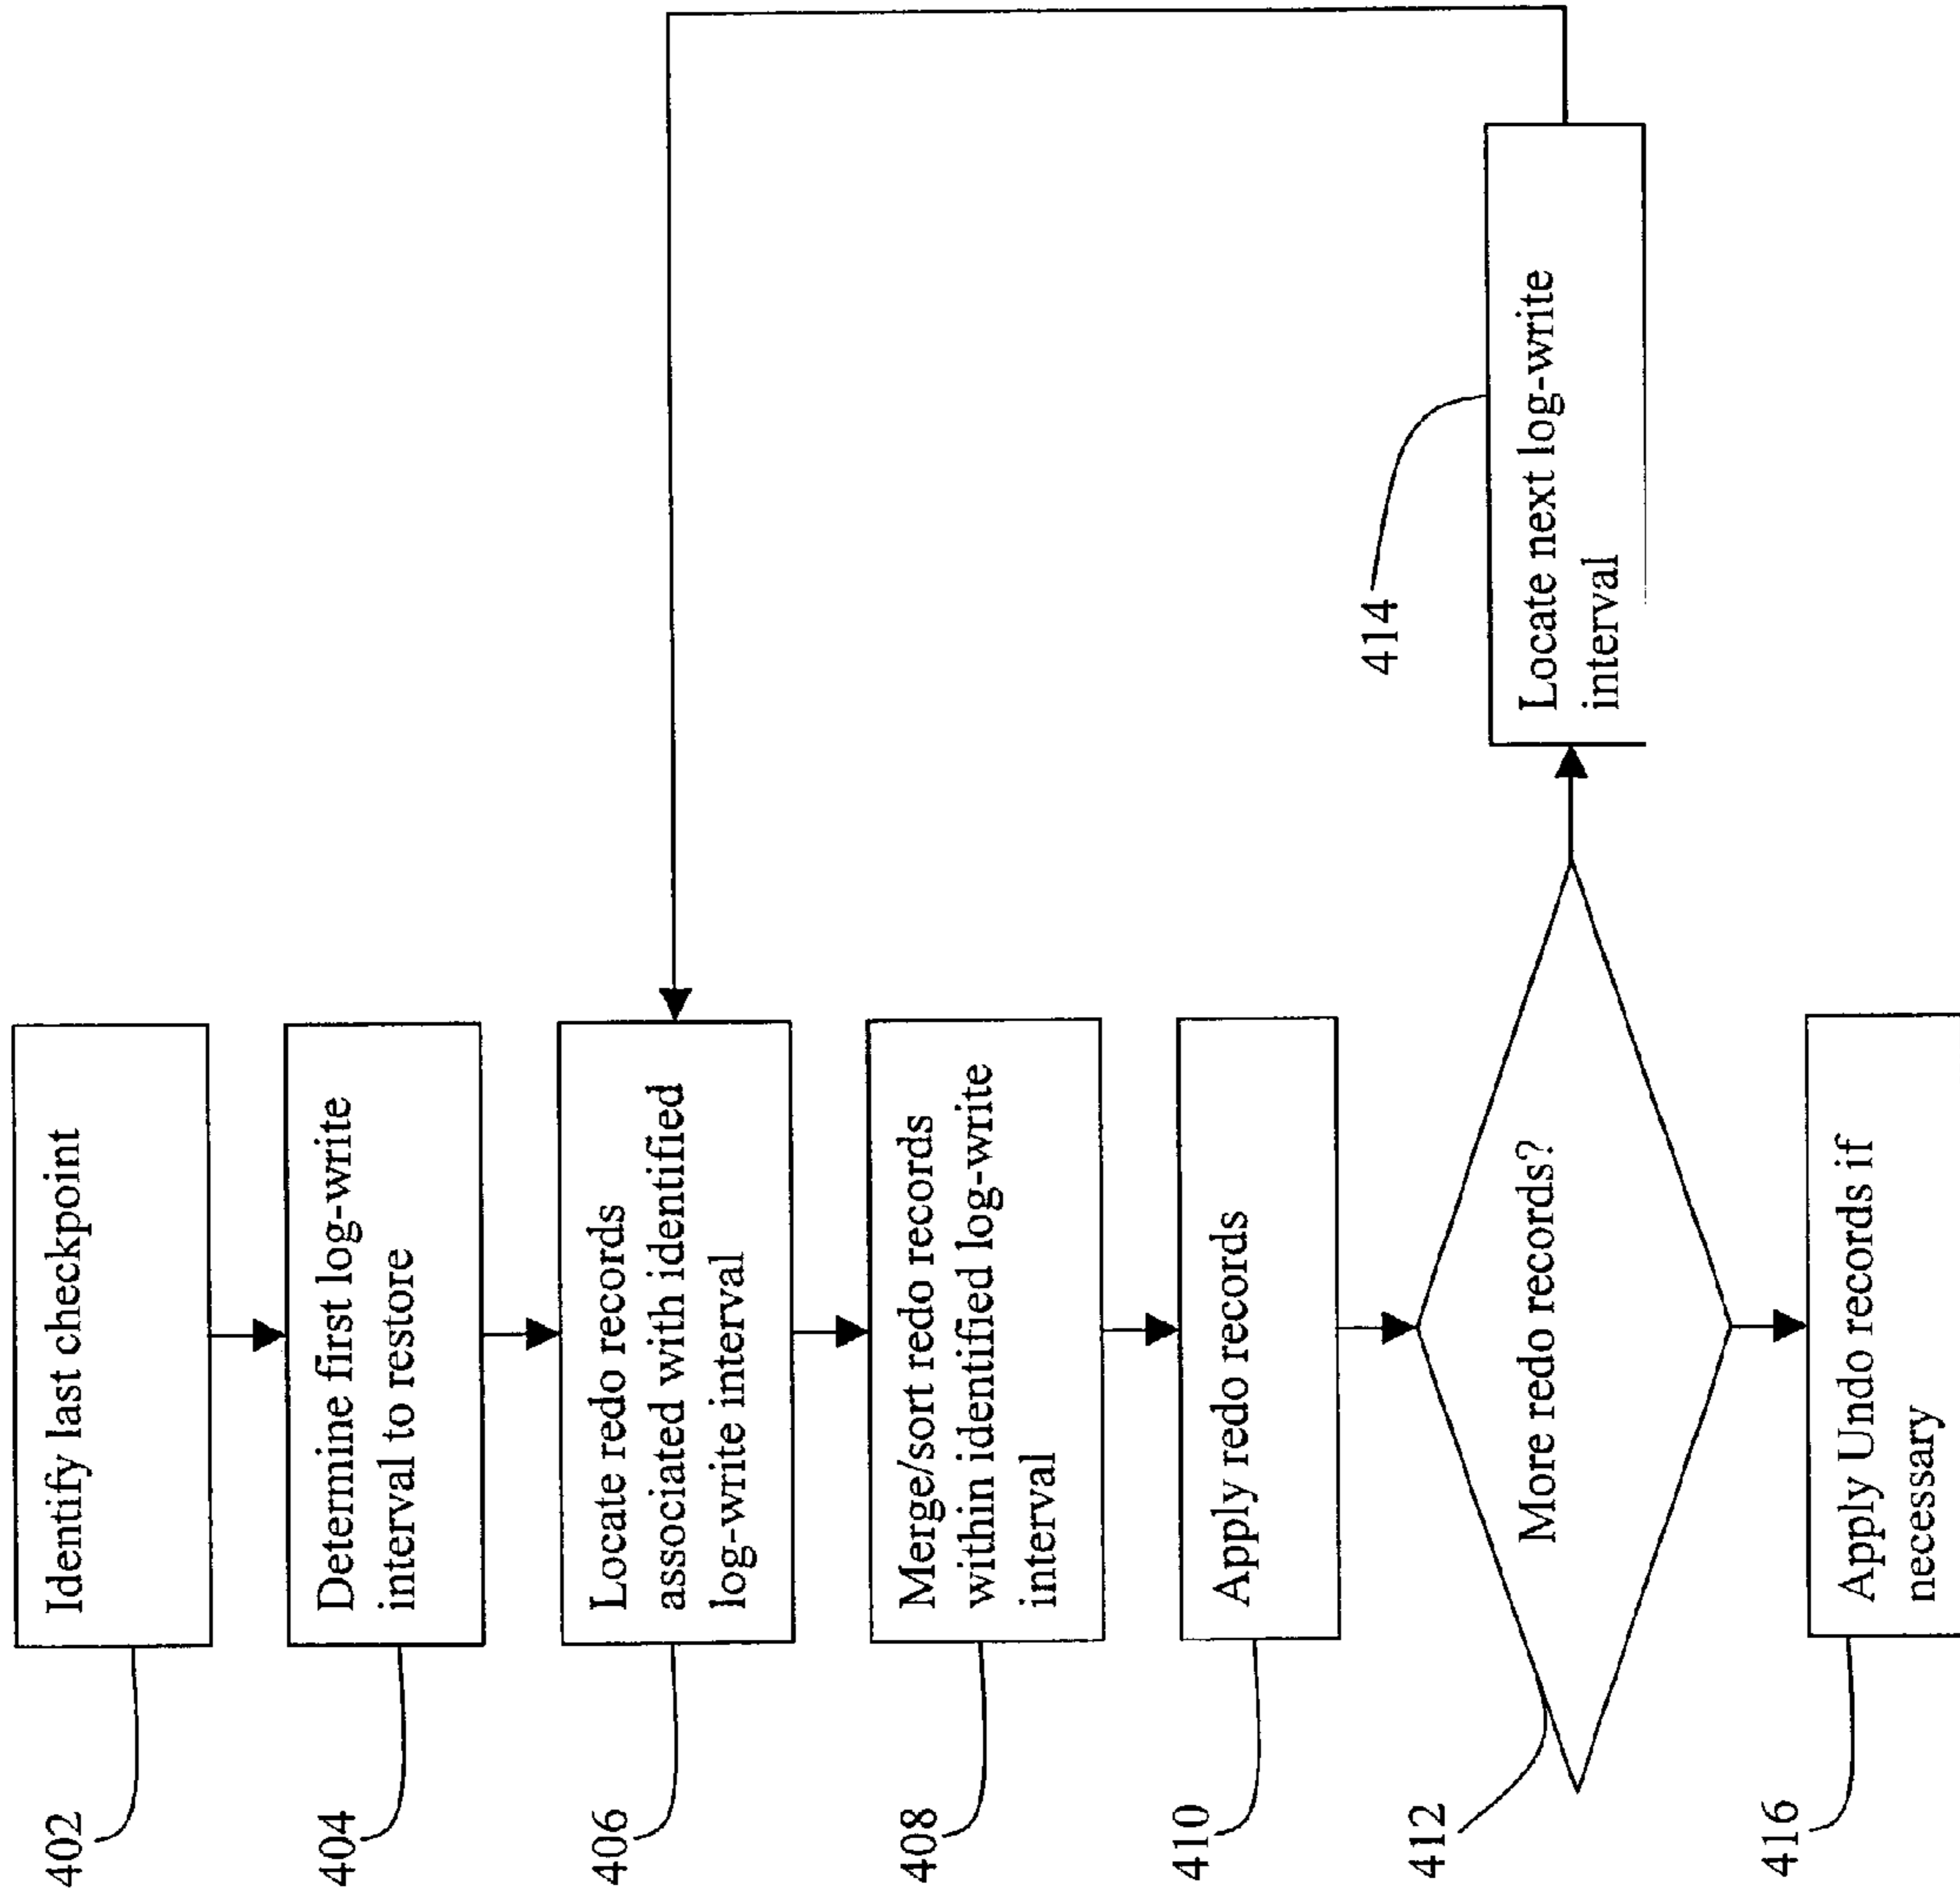 402
Identify last checkpoint
404
Determine first log-write
interval to restore
406
Locate redo records
associated with identified
log-write interval
408
Merge/sort redo records
within identified log-write
interval
410
Apply redo records
412
More redo records?
414
Locate next log-write
interval
416
Apply Undo records if
necessary